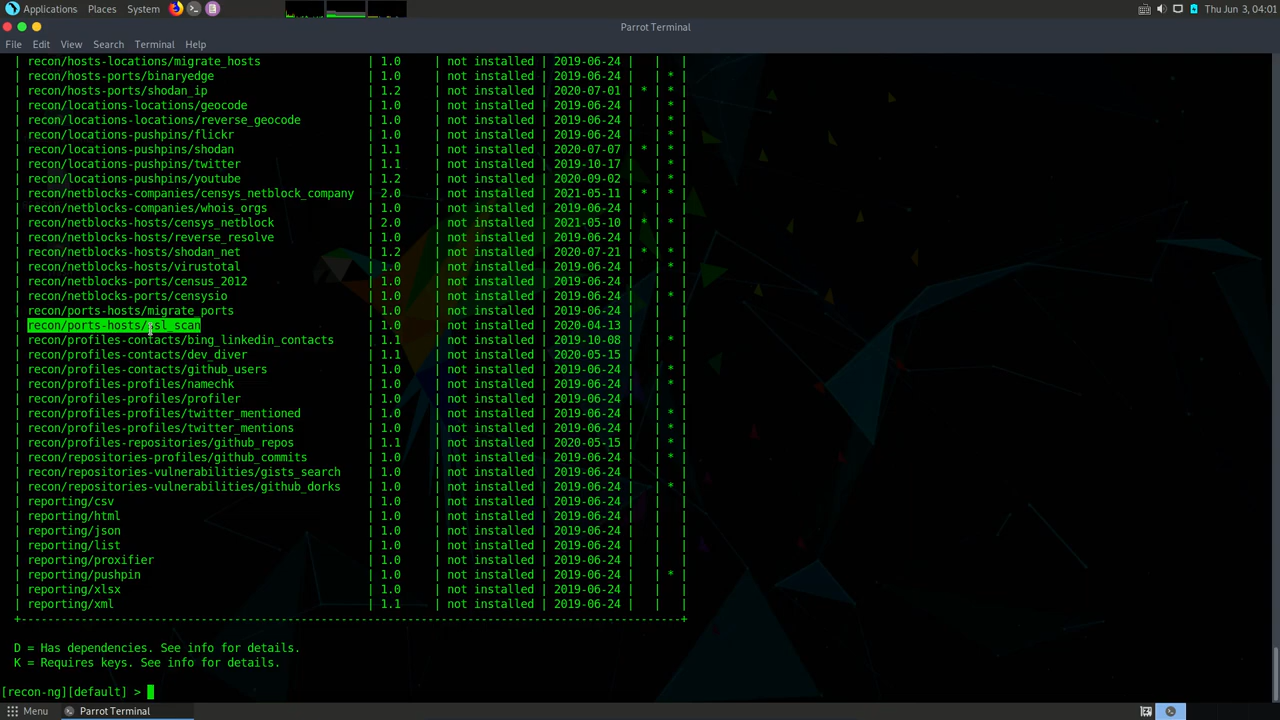 Applications Places System Thu Jun 3, 04:01
Parrot Terminal
File Edit View Search Terminal Help
| recon/hosts-locations/migrate_hosts | 1.0 | not installed | 2019-06-24 | | |
| recon/hosts-ports/binaryedge | 1.0 | not installed | 2019-06-24 | | * |
| recon/hosts-ports/shodan_ip | 1.2 | not installed | 2020-07-01 | * | * |
| recon/locations-locations/geocode | 1.0 | not installed | 2019-06-24 | | * |
| recon/locations-locations/reverse_geocode | 1.0 | not installed | 2019-06-24 | | * |
| recon/locations-pushpins/flickr | 1.0 | not installed | 2019-06-24 | | * |
| recon/locations-pushpins/shodan | 1.1 | not installed | 2020-07-07 | * | * |
| recon/locations-pushpins/twitter | 1.1 | not installed | 2019-10-17 | | * |
| recon/locations-pushpins/youtube | 1.2 | not installed | 2020-09-02 | | * |
| recon/netblocks-companies/censys_netblock_company | 2.0 | not installed | 2021-05-11 | * | * |
| recon/netblocks-companies/whois_orgs | 1.0 | not installed | 2019-06-24 | | |
| recon/netblocks-hosts/censys_netblock | 2.0 | not installed | 2021-05-10 | * | * |
| recon/netblocks-hosts/reverse_resolve | 1.0 | not installed | 2019-06-24 | | |
| recon/netblocks-hosts/shodan_net | 1.2 | not installed | 2020-07-21 | * | * |
| recon/netblocks-hosts/virustotal | 1.0 | not installed | 2019-06-24 | | * |
| recon/netblocks-ports/census_2012 | 1.0 | not installed | 2019-06-24 | | |
| recon/netblocks-ports/censysio | 1.0 | not installed | 2019-06-24 | | * |
| recon/ports-hosts/migrate_ports | 1.0 | not installed | 2019-06-24 | | |
| recon/ports-hosts/ssl_scan | 1.0 | not installed | 2020-04-13 | | |
| recon/profiles-contacts/bing_linkedin_contacts | 1.1 | not installed | 2019-10-08 | | * |
| recon/profiles-contacts/dev_diver | 1.1 | not installed | 2020-05-15 | | |
| recon/profiles-contacts/github_users | 1.0 | not installed | 2019-06-24 | | * |
| recon/profiles-profiles/namechk | 1.0 | not installed | 2019-06-24 | | * |
| recon/profiles-profiles/profiler | 1.0 | not installed | 2019-06-24 | | |
| recon/profiles-profiles/twitter_mentioned | 1.0 | not installed | 2019-06-24 | | * |
| recon/profiles-profiles/twitter_mentions | 1.0 | not installed | 2019-06-24 | | * |
| recon/profiles-repositories/github_repos | 1.1 | not installed | 2020-05-15 | | * |
| recon/repositories-profiles/github_commits | 1.0 | not installed | 2019-06-24 | | * |
| recon/repositories-vulnerabilities/gists_search | 1.0 | not installed | 2019-06-24 | | |
| recon/repositories-vulnerabilities/github_dorks | 1.0 | not installed | 2019-06-24 | | * |
| reporting/csv | 1.0 | not installed | 2019-06-24 | | |
| reporting/html | 1.0 | not installed | 2019-06-24 | | |
| reporting/json | 1.0 | not installed | 2019-06-24 | | |
| reporting/list | 1.0 | not installed | 2019-06-24 | | |
| reporting/proxifier | 1.0 | not installed | 2019-06-24 | | |
| reporting/pushpin | 1.0 | not installed | 2019-06-24 | | * |
| reporting/xlsx | 1.0 | not installed | 2019-06-24 | | |
| reporting/xml | 1.1 | not installed | 2019-06-24 | | |
+---------------------------------------------------------------------------------------------------+
D = Has dependencies. See info for details.
K = Requires keys. See info for details.
[recon-ng][default] >
Menu Parrot Terminal